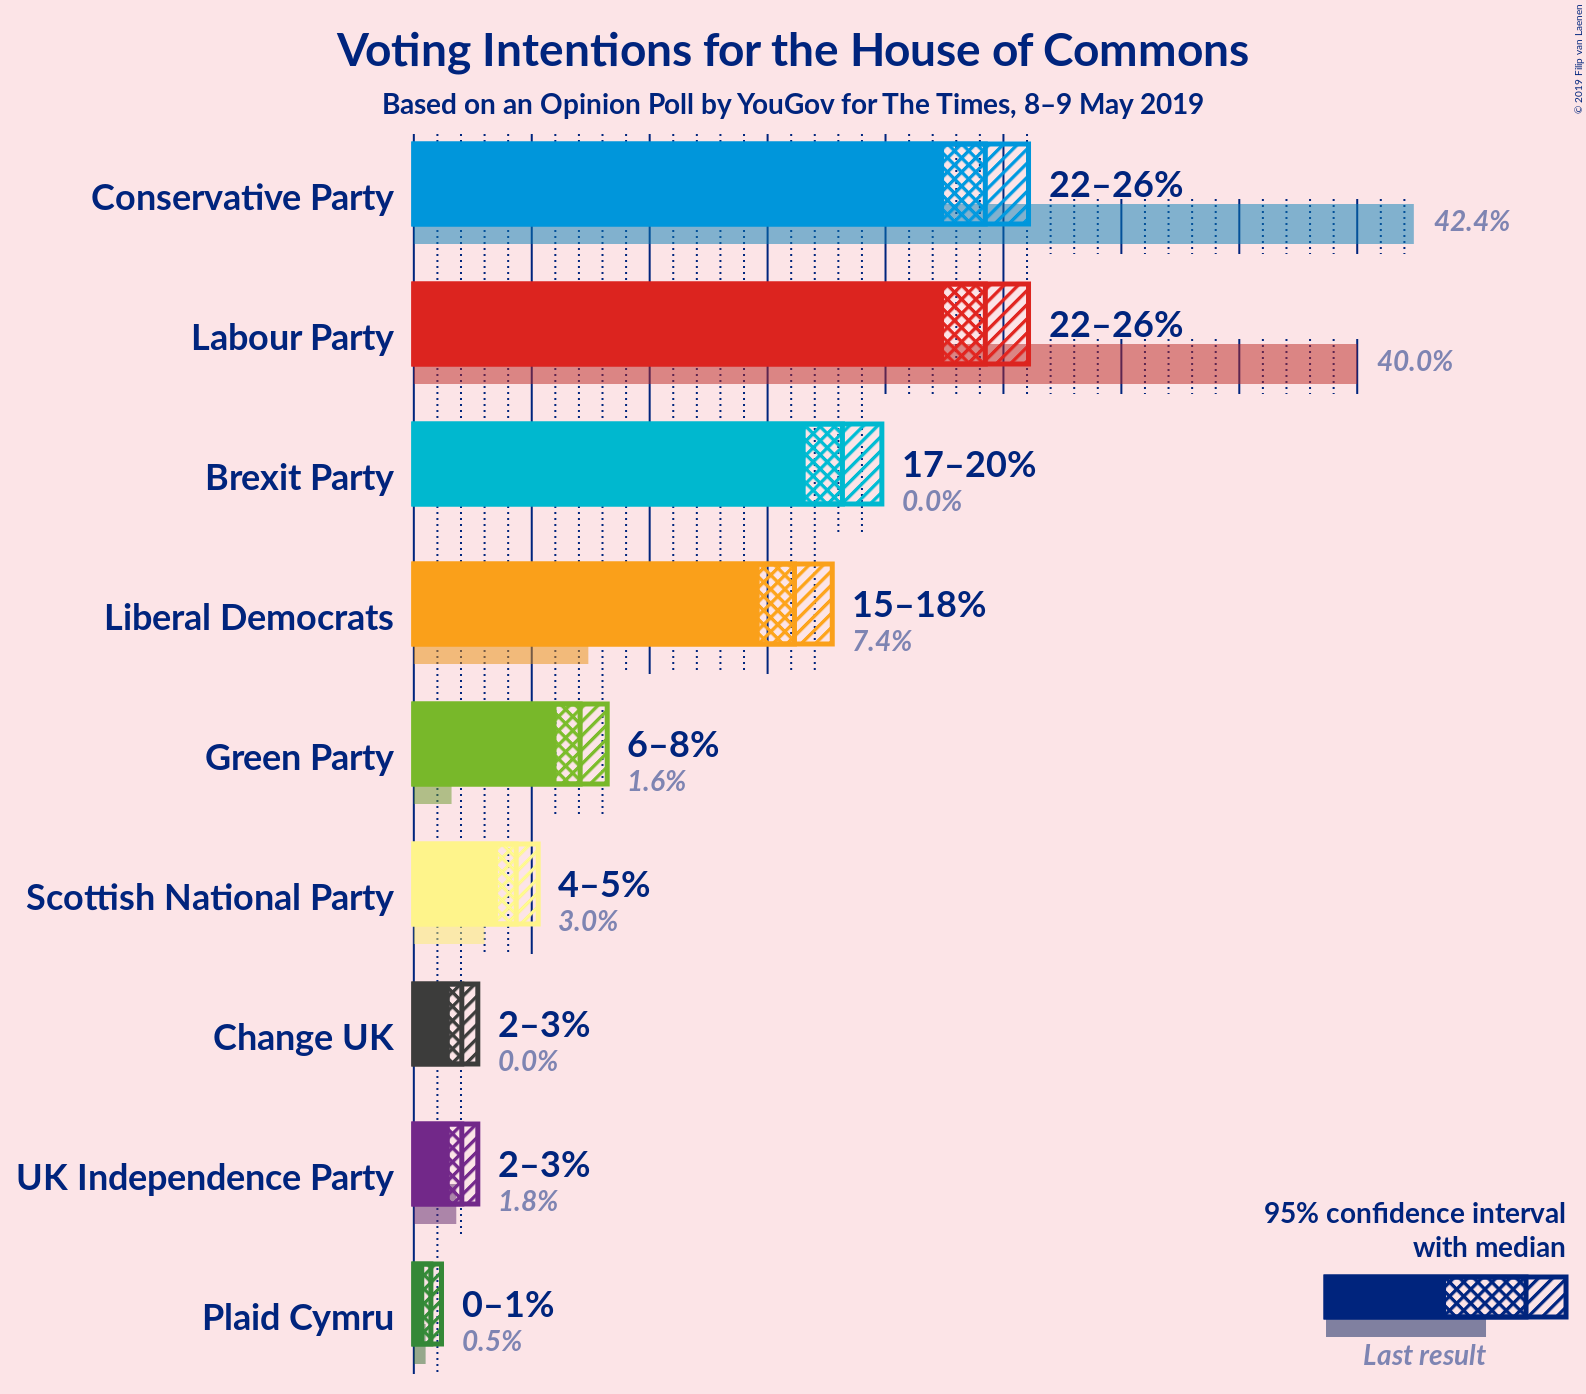 © 2019 Filip van Laenen
Voting Intentions for the House of Commons
Based on an Opinion Poll by YouGov for The Times, 8–9 May 2019
Conservative Party
22–26%
42.4%
Labour Party
22–26%
40.0%
Brexit Party
17–20%
0.0%
Liberal Democrats
15–18%
7.4%
Green Party
6–8%
1.6%
Scottish National Party
4–5%
3.0%
Change UK
2–3%
0.0%
UK Independence Party
2–3%
1.8%
Plaid Cymru
0–1%
0.5%
95% confidence interval
with median
Last result